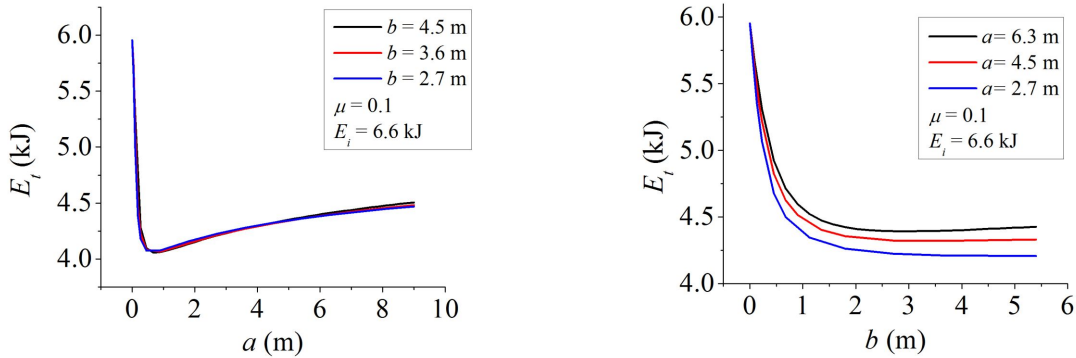 6.0
5.5
5.0
4.5
4.0
E_t (kJ)
b = 4.5 m
b = 3.6 m
b = 2.7 m
μ = 0.1
E_i = 6.6 kJ
0 2 4 6 8 10
a (m)
6.0
5.5
5.0
4.5
4.0
E_t (kJ)
a= 6.3 m
a= 4.5 m
a= 2.7 m
μ = 0.1
E_i = 6.6 kJ
0 1 2 3 4 5 6
b (m)